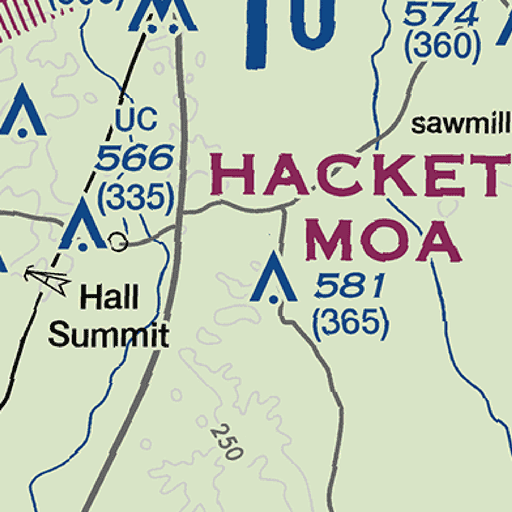 574
(360)
UC
566
(335)
sawmill
HACKET
MOA
581
(365)
Hall
Summit
250